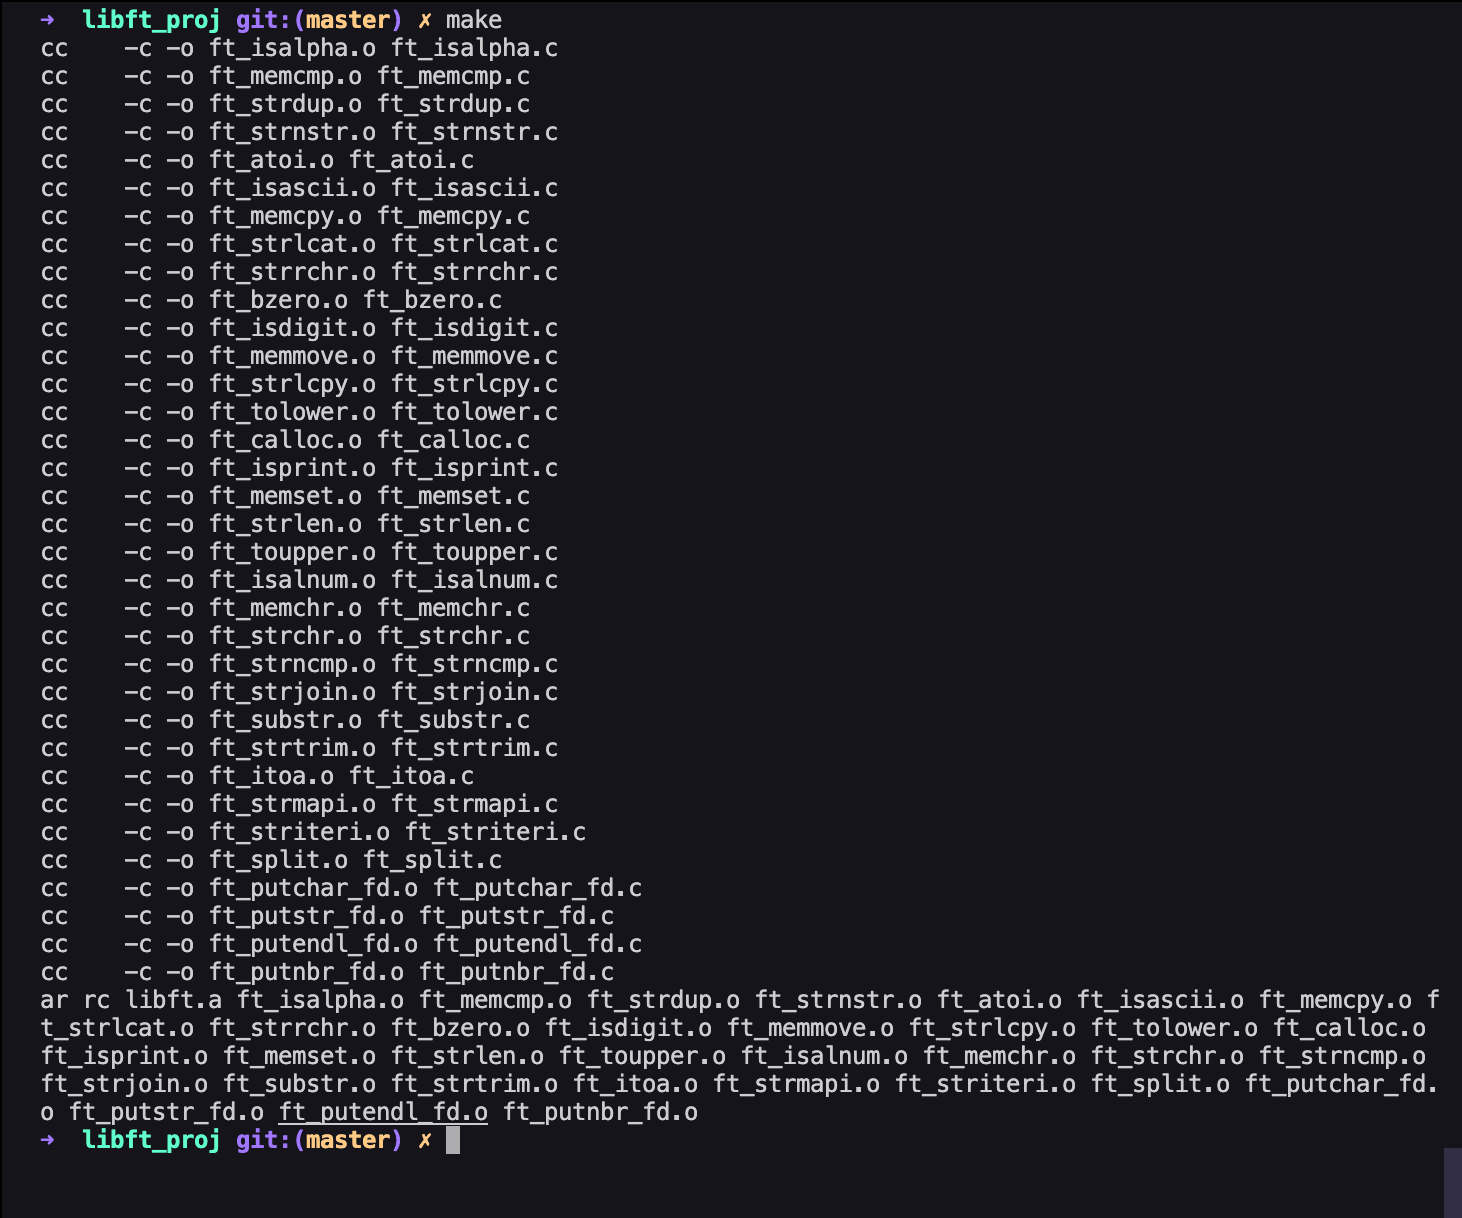 ➜  libft_proj git:(master) ✗ make
cc    -c -o ft_isalpha.o ft_isalpha.c
cc    -c -o ft_memcmp.o ft_memcmp.c
cc    -c -o ft_strdup.o ft_strdup.c
cc    -c -o ft_strnstr.o ft_strnstr.c
cc    -c -o ft_atoi.o ft_atoi.c
cc    -c -o ft_isascii.o ft_isascii.c
cc    -c -o ft_memcpy.o ft_memcpy.c
cc    -c -o ft_strlcat.o ft_strlcat.c
cc    -c -o ft_strrchr.o ft_strrchr.c
cc    -c -o ft_bzero.o ft_bzero.c
cc    -c -o ft_isdigit.o ft_isdigit.c
cc    -c -o ft_memmove.o ft_memmove.c
cc    -c -o ft_strlcpy.o ft_strlcpy.c
cc    -c -o ft_tolower.o ft_tolower.c
cc    -c -o ft_calloc.o ft_calloc.c
cc    -c -o ft_isprint.o ft_isprint.c
cc    -c -o ft_memset.o ft_memset.c
cc    -c -o ft_strlen.o ft_strlen.c
cc    -c -o ft_toupper.o ft_toupper.c
cc    -c -o ft_isalnum.o ft_isalnum.c
cc    -c -o ft_memchr.o ft_memchr.c
cc    -c -o ft_strchr.o ft_strchr.c
cc    -c -o ft_strncmp.o ft_strncmp.c
cc    -c -o ft_strjoin.o ft_strjoin.c
cc    -c -o ft_substr.o ft_substr.c
cc    -c -o ft_strtrim.o ft_strtrim.c
cc    -c -o ft_itoa.o ft_itoa.c
cc    -c -o ft_strmapi.o ft_strmapi.c
cc    -c -o ft_striteri.o ft_striteri.c
cc    -c -o ft_split.o ft_split.c
cc    -c -o ft_putchar_fd.o ft_putchar_fd.c
cc    -c -o ft_putstr_fd.o ft_putstr_fd.c
cc    -c -o ft_putendl_fd.o ft_putendl_fd.c
cc    -c -o ft_putnbr_fd.o ft_putnbr_fd.c
ar rc libft.a ft_isalpha.o ft_memcmp.o ft_strdup.o ft_strnstr.o ft_atoi.o ft_isascii.o ft_memcpy.o f
t_strlcat.o ft_strrchr.o ft_bzero.o ft_isdigit.o ft_memmove.o ft_strlcpy.o ft_tolower.o ft_calloc.o
ft_isprint.o ft_memset.o ft_strlen.o ft_toupper.o ft_isalnum.o ft_memchr.o ft_strchr.o ft_strncmp.o
ft_strjoin.o ft_substr.o ft_strtrim.o ft_itoa.o ft_strmapi.o ft_striteri.o ft_split.o ft_putchar_fd.
o ft_putstr_fd.o ft_putendl_fd.o ft_putnbr_fd.o
➜  libft_proj git:(master) ✗